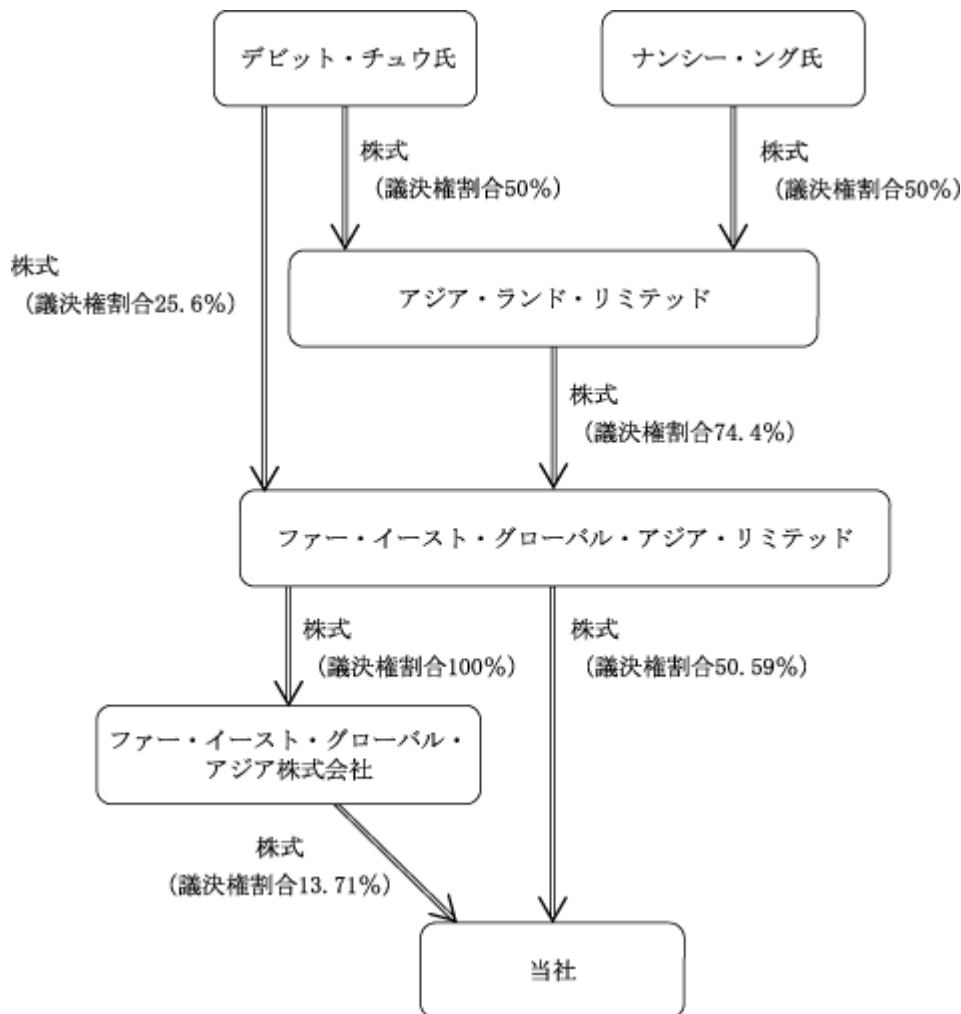 デビット・チュウ氏
ナンシー・ング氏
株式
(議決権割合50%)
株式
(議決権割合50%)
株式
(議決権割合25.6%)
アジア・ランド・リミテッド
株式
(議決権割合74.4%)
ファー・イースト・グローバル・アジア・リミテッド
株式
(議決権割合100%)
株式
(議決権割合50.59%)
ファー・イースト・グローバル・
アジア株式会社
株式
(議決権割合13.71%)
当社